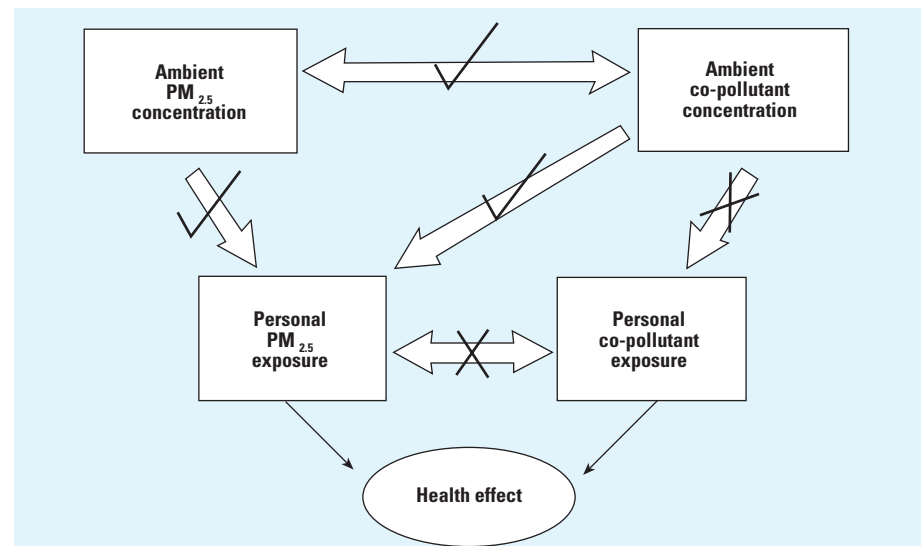 Ambient
PM 2.5
concentration
Ambient
co-pollutant
concentration
Personal
PM 2.5
exposure
Personal
co-pollutant
exposure
Health effect